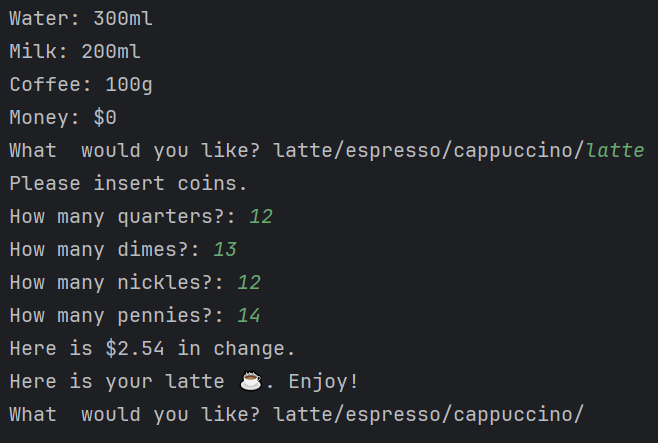 Water: 300ml
Milk: 200ml
Coffee: 100g
Money: $0
What  would you like? latte/espresso/cappuccino/latte
Please insert coins.
How many quarters?: 12
How many dimes?: 13
How many nickles?: 12
How many pennies?: 14
Here is $2.54 in change.
Here is your latte ☕. Enjoy!
What  would you like? latte/espresso/cappuccino/